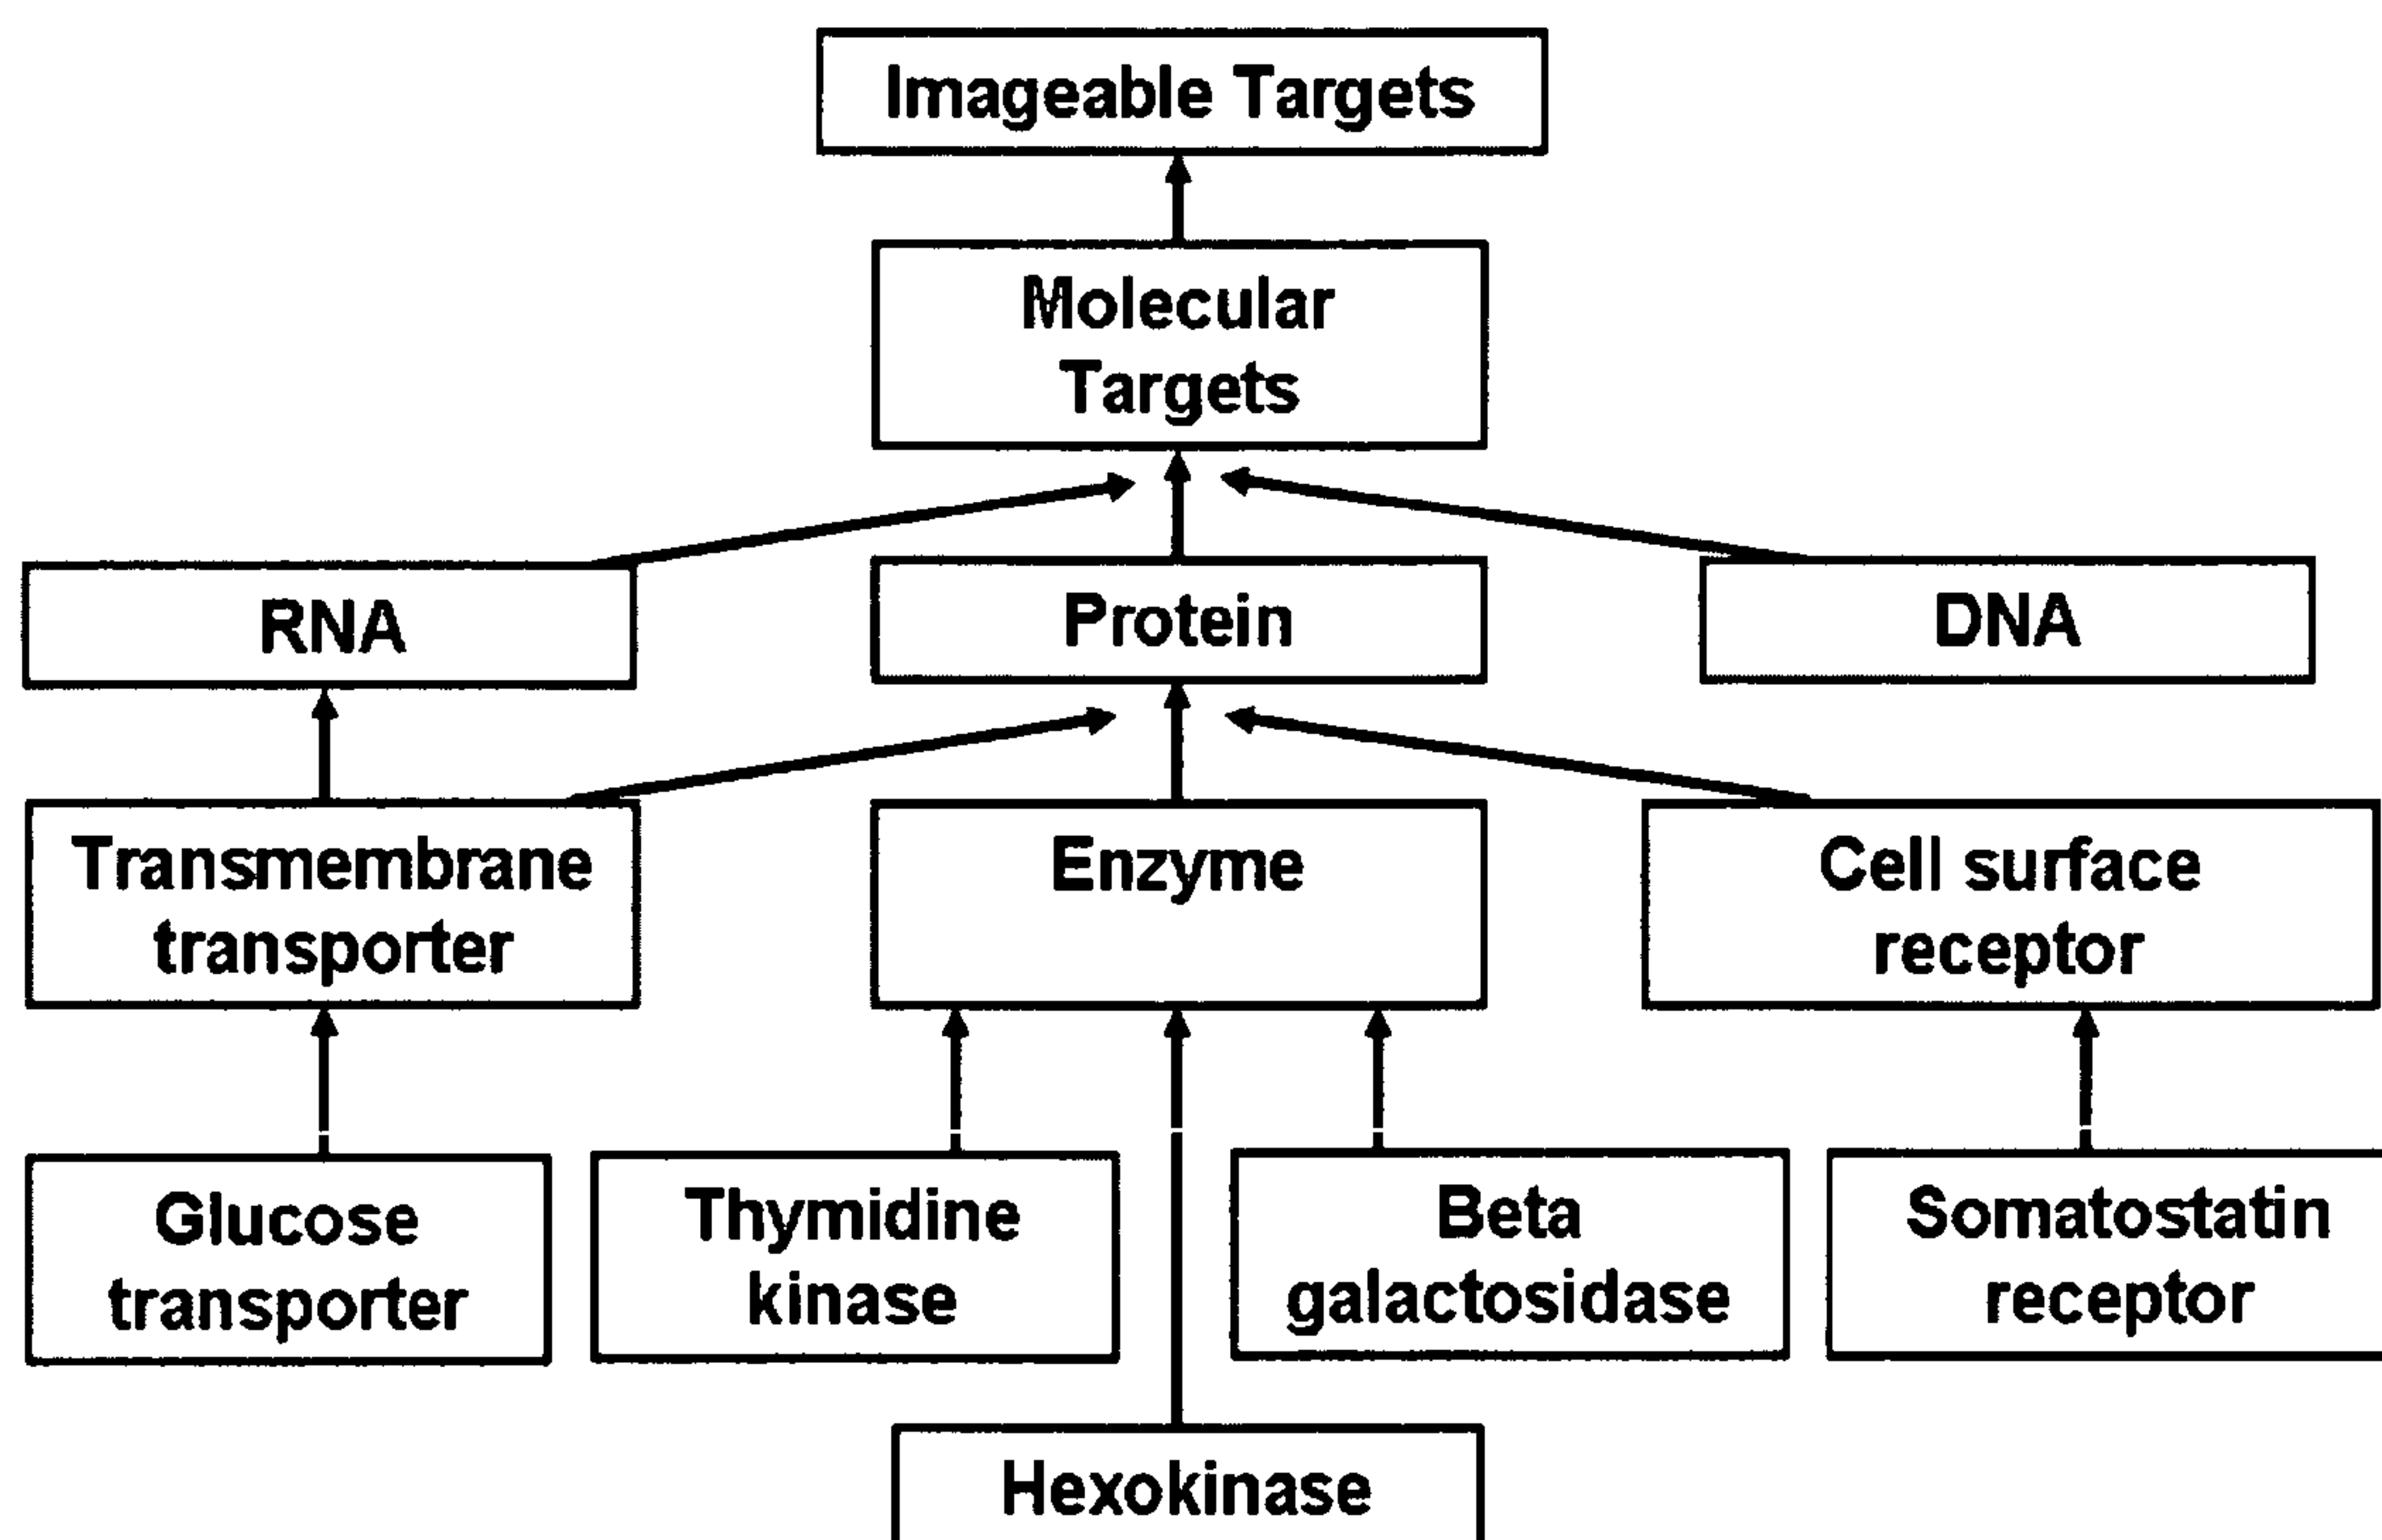 Imageable Targets
Molecular
Targets
RNA
Protein
DNA
Transmembrane
transporter
Enzyme
Cell surface
receptor
Glucose
transporter
Thymidine
kinase
Beta
galactosidase
Somatostatin
receptor
Hexokinase